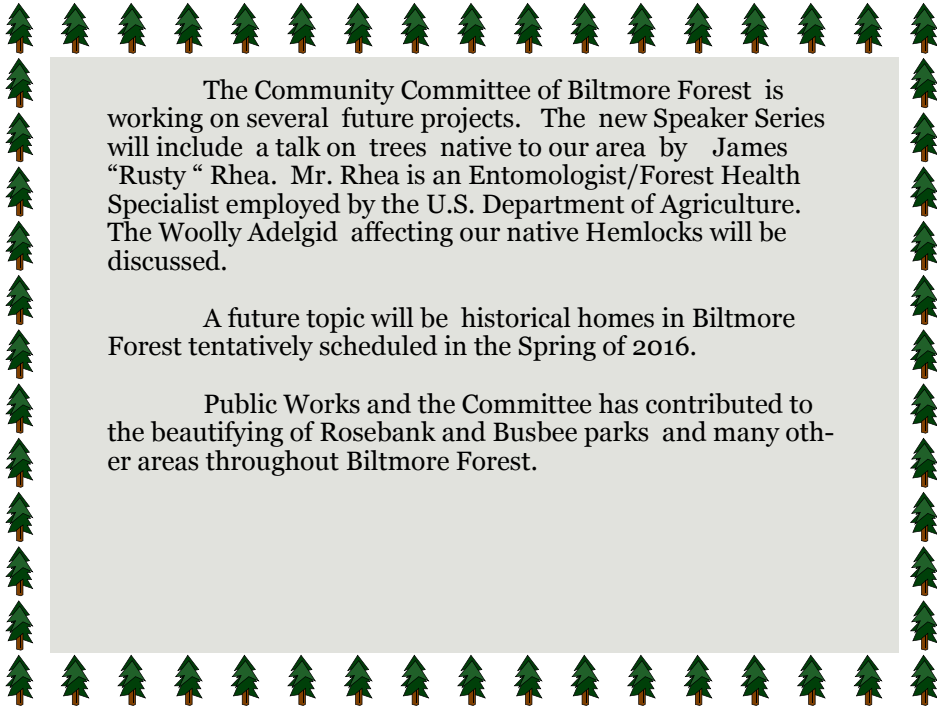 The Community Committee of Biltmore Forest  is
working on several  future projects.   The  new Speaker Series
will include  a talk on  trees  native to our area  by   James
“Rusty “ Rhea.  Mr. Rhea is an Entomologist/Forest Health
Specialist employed by the U.S. Department of Agriculture.
The Woolly Adelgid  affecting our native Hemlocks will be
discussed.
A future topic will be  historical homes in Biltmore
Forest tentatively scheduled in the Spring of 2016.
Public Works and the Committee has contributed to
the beautifying of Rosebank and Busbee parks  and many oth-
er areas throughout Biltmore Forest.